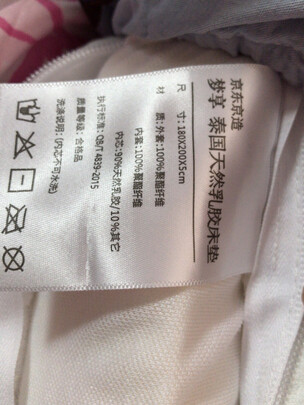 京东京造
梦享 泰国天然乳胶床垫
尺 寸:180X200X5cm
材 质:外套:100%聚酯纤维
内套:100%聚酯纤维
内芯:90%天然乳胶/10%其它
执行标准:QB/T 4839-2015
质量等级:合格品
洗涤说明:(内芯不可水洗)